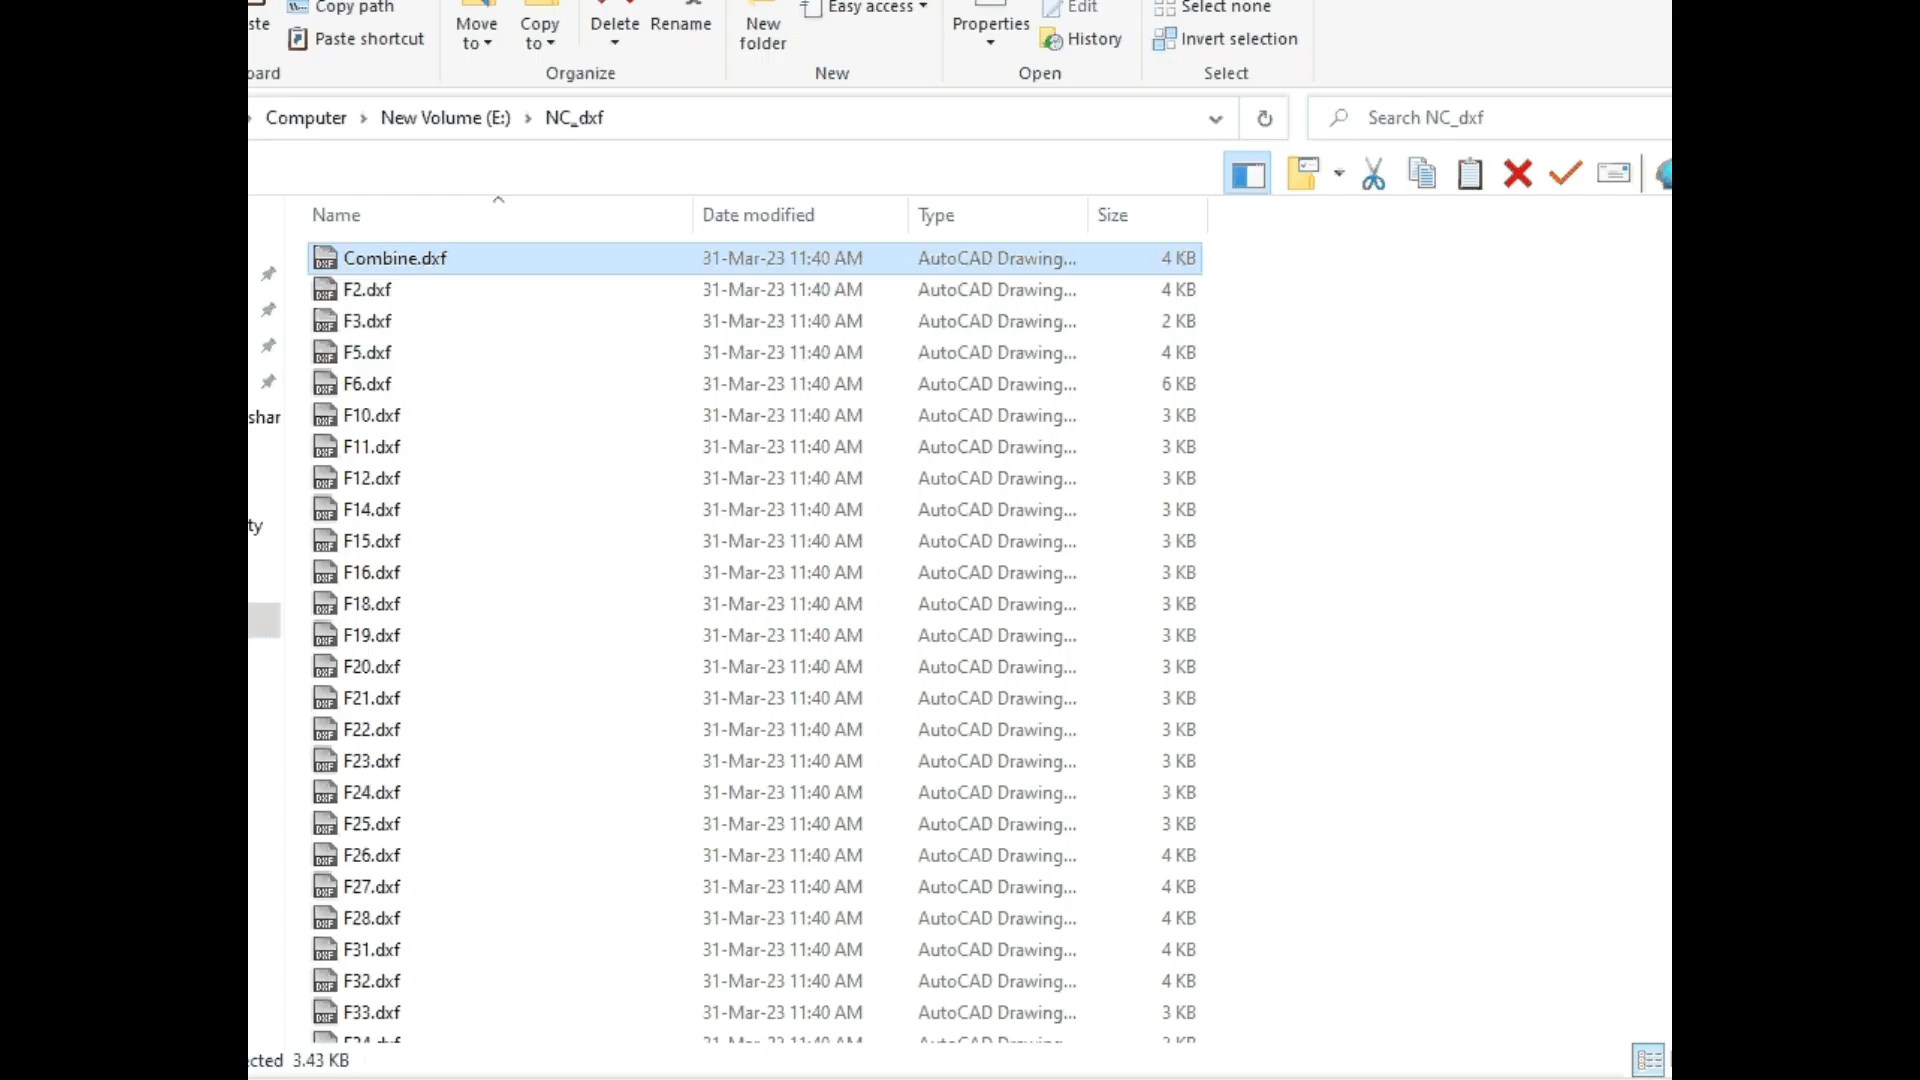 ste Copy path Move to Copy to Delete Rename New folder Easy access Properties Edit Select none
Paste shortcut History Invert selection
oard Organize New Open Select
Computer New Volume (E:) NC_dxf Search NC_dxf
Name Date modified Type Size
Combine.dxf 31-Mar-23 11:40 AM AutoCAD Drawing... 4 KB
F2.dxf 31-Mar-23 11:40 AM AutoCAD Drawing... 4 KB
F3.dxf 31-Mar-23 11:40 AM AutoCAD Drawing... 2 KB
F5.dxf 31-Mar-23 11:40 AM AutoCAD Drawing... 4 KB
F6.dxf 31-Mar-23 11:40 AM AutoCAD Drawing... 6 KB
F10.dxf 31-Mar-23 11:40 AM AutoCAD Drawing... 3 KB
shar
F11.dxf 31-Mar-23 11:40 AM AutoCAD Drawing... 3 KB
F12.dxf 31-Mar-23 11:40 AM AutoCAD Drawing... 3 KB
F14.dxf 31-Mar-23 11:40 AM AutoCAD Drawing... 3 KB
ty
F15.dxf 31-Mar-23 11:40 AM AutoCAD Drawing... 3 KB
F16.dxf 31-Mar-23 11:40 AM AutoCAD Drawing... 3 KB
F18.dxf 31-Mar-23 11:40 AM AutoCAD Drawing... 3 KB
F19.dxf 31-Mar-23 11:40 AM AutoCAD Drawing... 3 KB
F20.dxf 31-Mar-23 11:40 AM AutoCAD Drawing... 3 KB
F21.dxf 31-Mar-23 11:40 AM AutoCAD Drawing... 3 KB
F22.dxf 31-Mar-23 11:40 AM AutoCAD Drawing... 3 KB
F23.dxf 31-Mar-23 11:40 AM AutoCAD Drawing... 3 KB
F24.dxf 31-Mar-23 11:40 AM AutoCAD Drawing... 3 KB
F25.dxf 31-Mar-23 11:40 AM AutoCAD Drawing... 3 KB
F26.dxf 31-Mar-23 11:40 AM AutoCAD Drawing... 4 KB
F27.dxf 31-Mar-23 11:40 AM AutoCAD Drawing... 4 KB
F28.dxf 31-Mar-23 11:40 AM AutoCAD Drawing... 4 KB
F31.dxf 31-Mar-23 11:40 AM AutoCAD Drawing... 4 KB
F32.dxf 31-Mar-23 11:40 AM AutoCAD Drawing... 4 KB
F33.dxf 31-Mar-23 11:40 AM AutoCAD Drawing... 3 KB
ected 3.43 KB